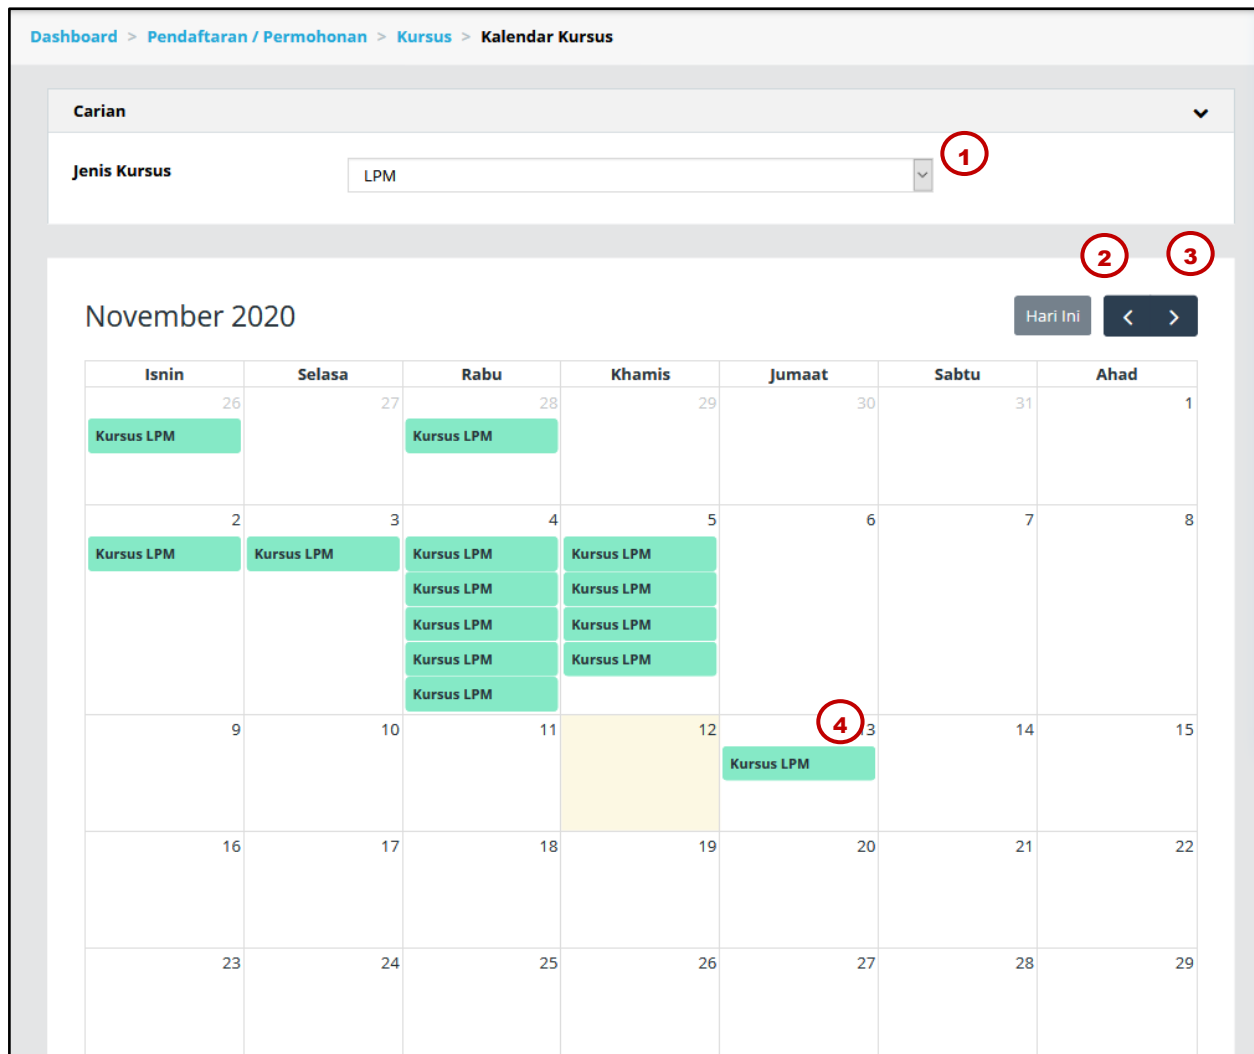 Dashboard > Pendaftaran / Permohonan > Kursus > Kalendar Kursus
Carian
1
Jenis Kursus LPM
2 3
November 2020 Hari Ini < >
Isnin Selasa Rabu Khamis Jumaat Sabtu Ahad
26 27 28 29 30 31 1
Kursus LPM Kursus LPM
2 3 4 5 6 7 8
Kursus LPM Kursus LPM Kursus LPM Kursus LPM
Kursus LPM Kursus LPM
Kursus LPM Kursus LPM
Kursus LPM Kursus LPM
Kursus LPM
9 10 11 12 4 3 14 15
Kursus LPM
16 17 18 19 20 21 22
23 24 25 26 27 28 29